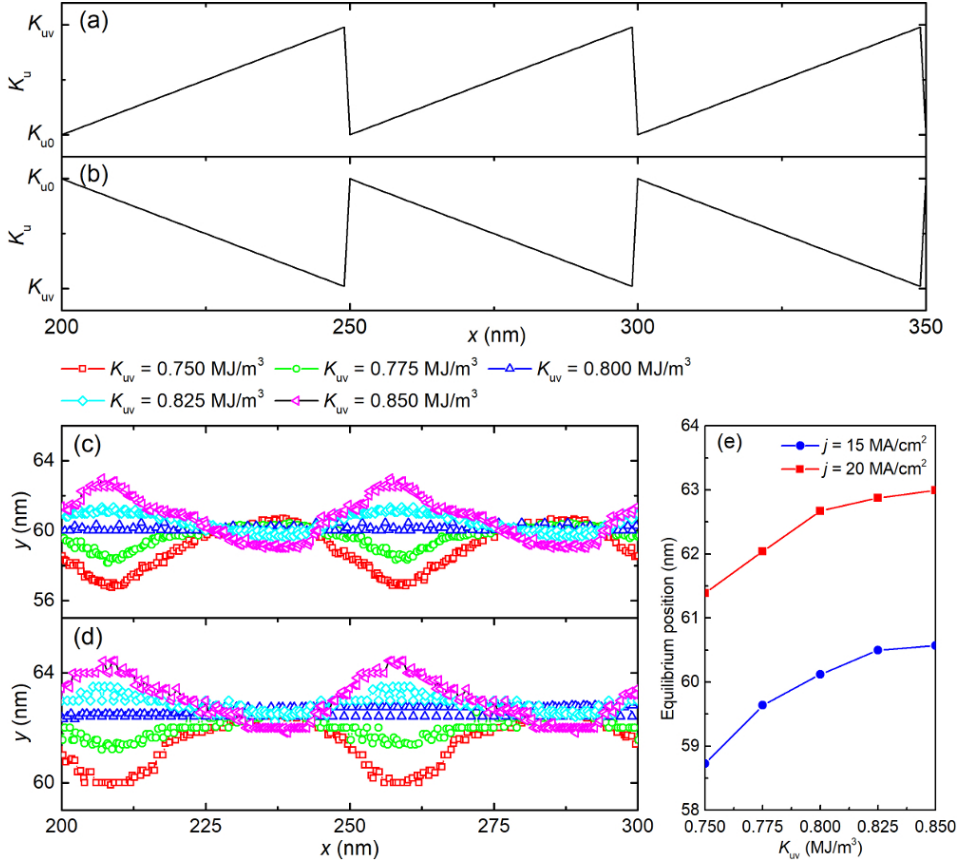 (a)
K_uv
K_u
K_u0
(b)
K_u0
K_u
K_uv
200 250 300 350
x (nm)
K_uv = 0.750 MJ/m³ K_uv = 0.775 MJ/m³ K_uv = 0.800 MJ/m³
K_uv = 0.825 MJ/m³ K_uv = 0.850 MJ/m³
(c)
64
60
56
y (nm)
(d)
64
60
y (nm)
200 225 250 275 300
x (nm)
(e)
j = 15 MA/cm²
j = 20 MA/cm²
64
63
62
61
60
59
58
Equilibrium position (nm)
0.750 0.775 0.800 0.825 0.850
K_uv (MJ/m³)